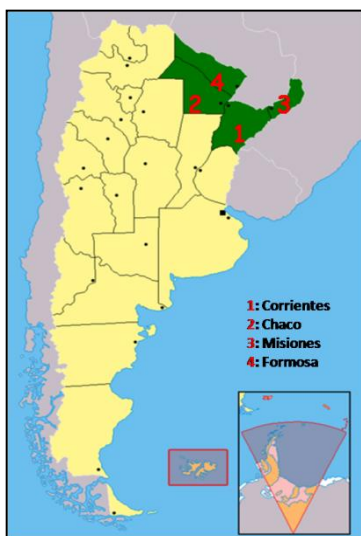 4
2
3
1
1: Corrientes
2: Chaco
3: Misiones
4: Formosa